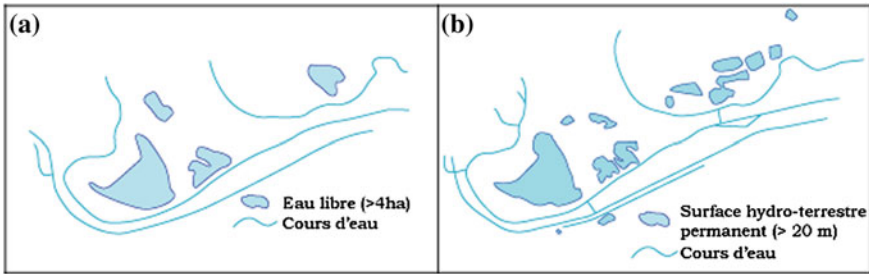 (a)
Eau libre (>4ha)
Cours d'eau
(b)
Surface hydro-terrestre
permanent (> 20 m)
Cours d'eau